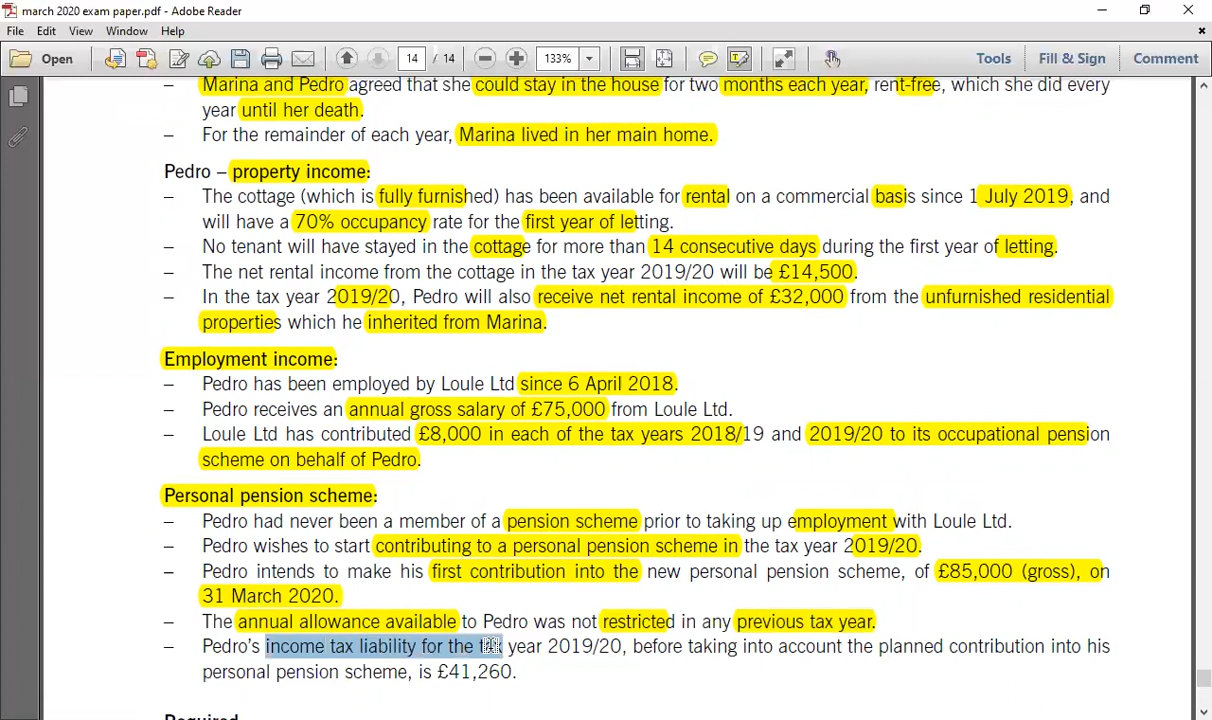 march 2020 exam paper.pdf - Adobe Reader
File Edit View Window Help
Open 14 / 14 133% Tools Fill & Sign Comment
– Marina and Pedro agreed that she could stay in the house for two months each year, rent-free, which she did every
year until her death.
– For the remainder of each year, Marina lived in her main home.
Pedro – property income:
– The cottage (which is fully furnished) has been available for rental on a commercial basis since 1 July 2019, and
will have a 70% occupancy rate for the first year of letting.
– No tenant will have stayed in the cottage for more than 14 consecutive days during the first year of letting.
– The net rental income from the cottage in the tax year 2019/20 will be £14,500.
– In the tax year 2019/20, Pedro will also receive net rental income of £32,000 from the unfurnished residential
properties which he inherited from Marina.
Employment income:
– Pedro has been employed by Loule Ltd since 6 April 2018.
– Pedro receives an annual gross salary of £75,000 from Loule Ltd.
– Loule Ltd has contributed £8,000 in each of the tax years 2018/19 and 2019/20 to its occupational pension
scheme on behalf of Pedro.
Personal pension scheme:
– Pedro had never been a member of a pension scheme prior to taking up employment with Loule Ltd.
– Pedro wishes to start contributing to a personal pension scheme in the tax year 2019/20.
– Pedro intends to make his first contribution into the new personal pension scheme, of £85,000 (gross), on
31 March 2020.
– The annual allowance available to Pedro was not restricted in any previous tax year.
– Pedro's income tax liability for the tax year 2019/20, before taking into account the planned contribution into his
personal pension scheme, is £41,260.
Required